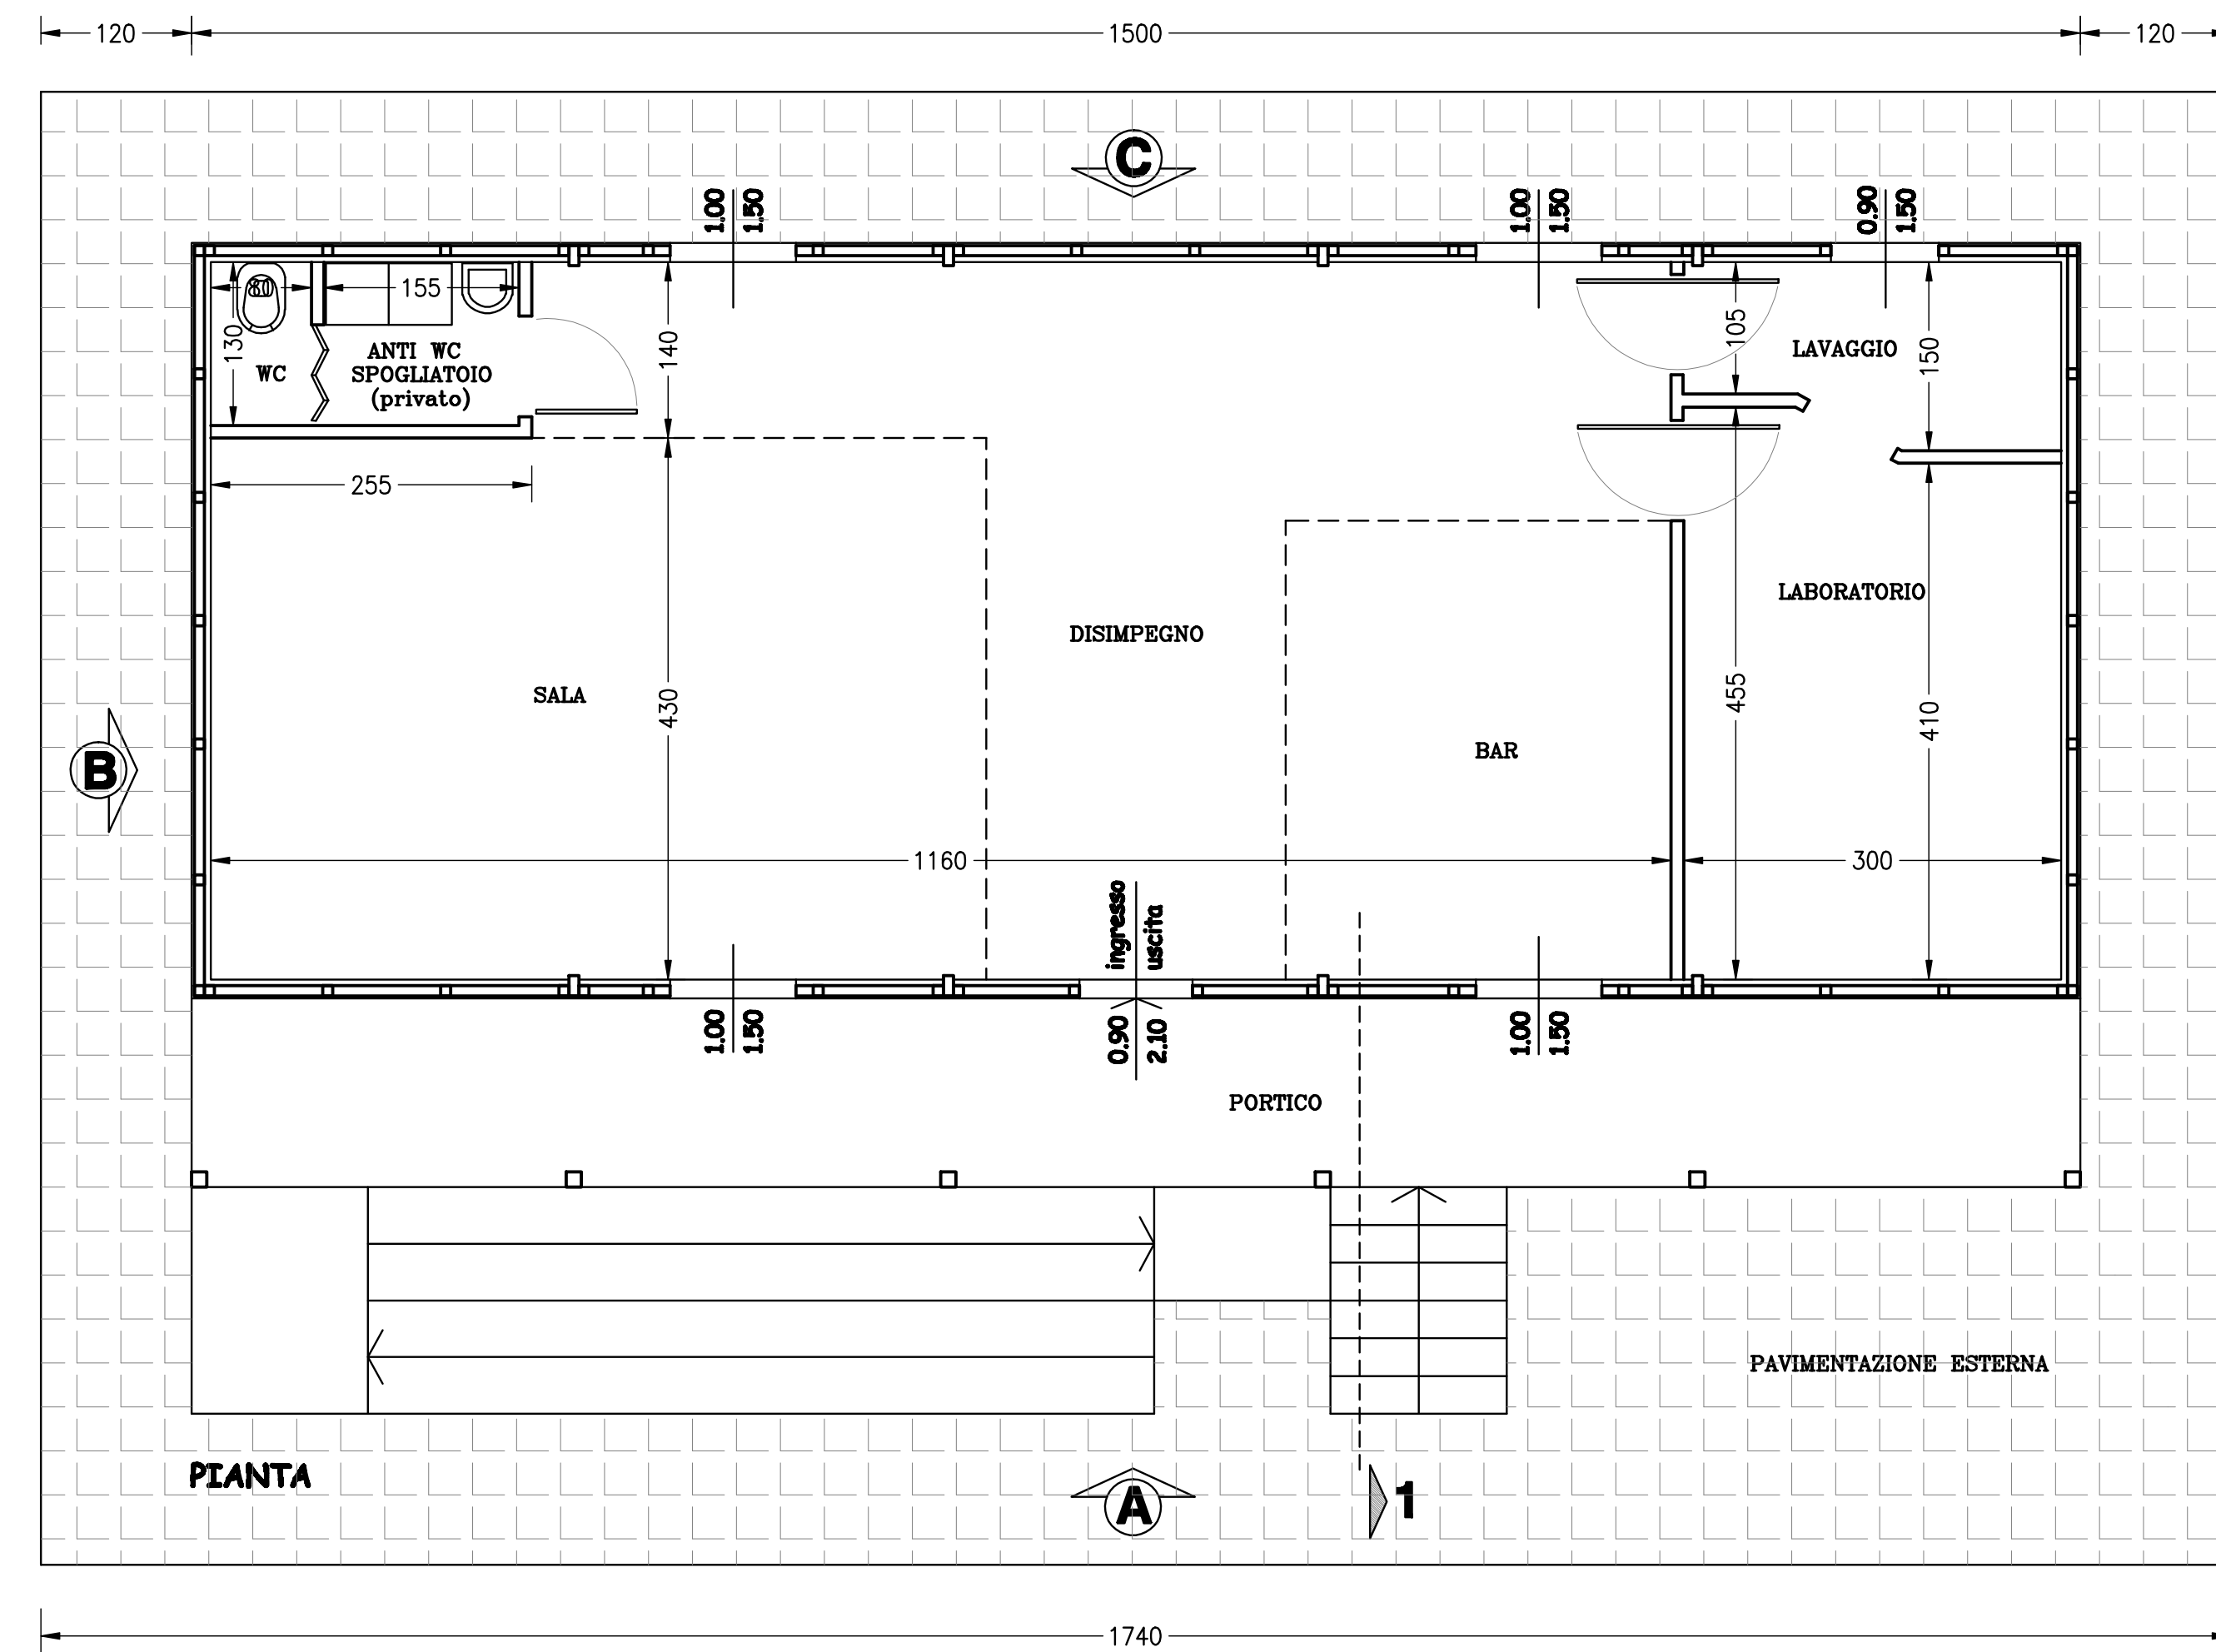 120
1500
120
C
1.00
1.50
1.00
1.50
0.90
1.50
80
155
130
140
105
150
ANTI WC
SPOGLIATOIO
(privato)
WC
LAVAGGIO
255
LABORATORIO
DISIMPEGNO
SALA
430
455
410
BAR
B
1160
300
ingresso
uscita
1.00
1.50
0.90
2.10
1.00
1.50
PORTICO
PAVIMENTAZIONE ESTERNA
PIANTA
A
1
1740